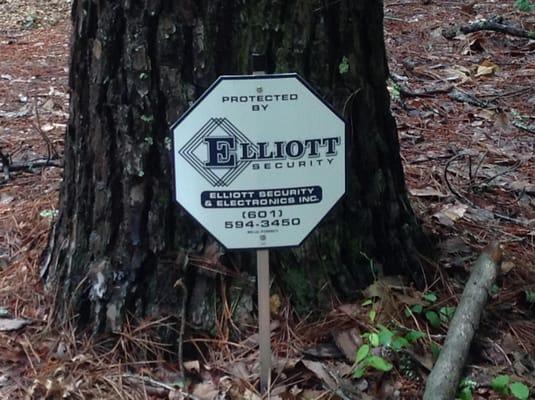 PROTECTED
BY
ELLIOTT
SECURITY
ELLIOTT SECURITY
& ELECTRONICS INC.
(601)
594-3450